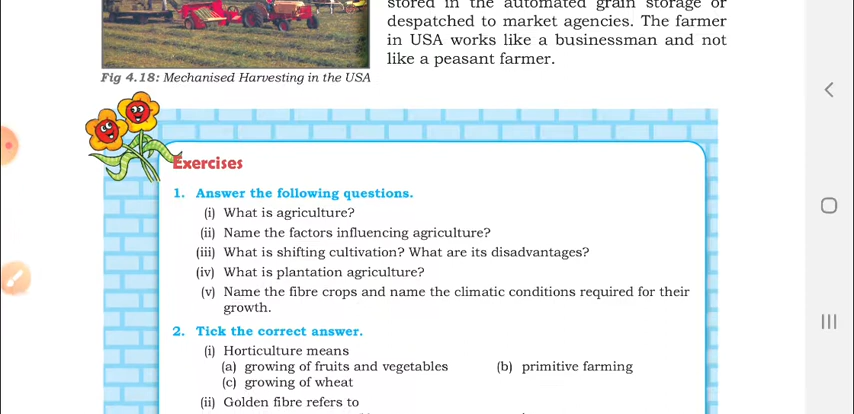 stored in the automated grain storage or
despatched to market agencies. The farmer
in USA works like a businessman and not
like a peasant farmer.
Fig 4.18: Mechanised Harvesting in the USA
Exercises
1. Answer the following questions.
(i) What is agriculture?
(ii) Name the factors influencing agriculture?
(iii) What is shifting cultivation? What are its disadvantages?
(iv) What is plantation agriculture?
(v) Name the fibre crops and name the climatic conditions required for their
growth.
2. Tick the correct answer.
(i) Horticulture means
(a) growing of fruits and vegetables (b) primitive farming
(c) growing of wheat
(ii) Golden fibre refers to